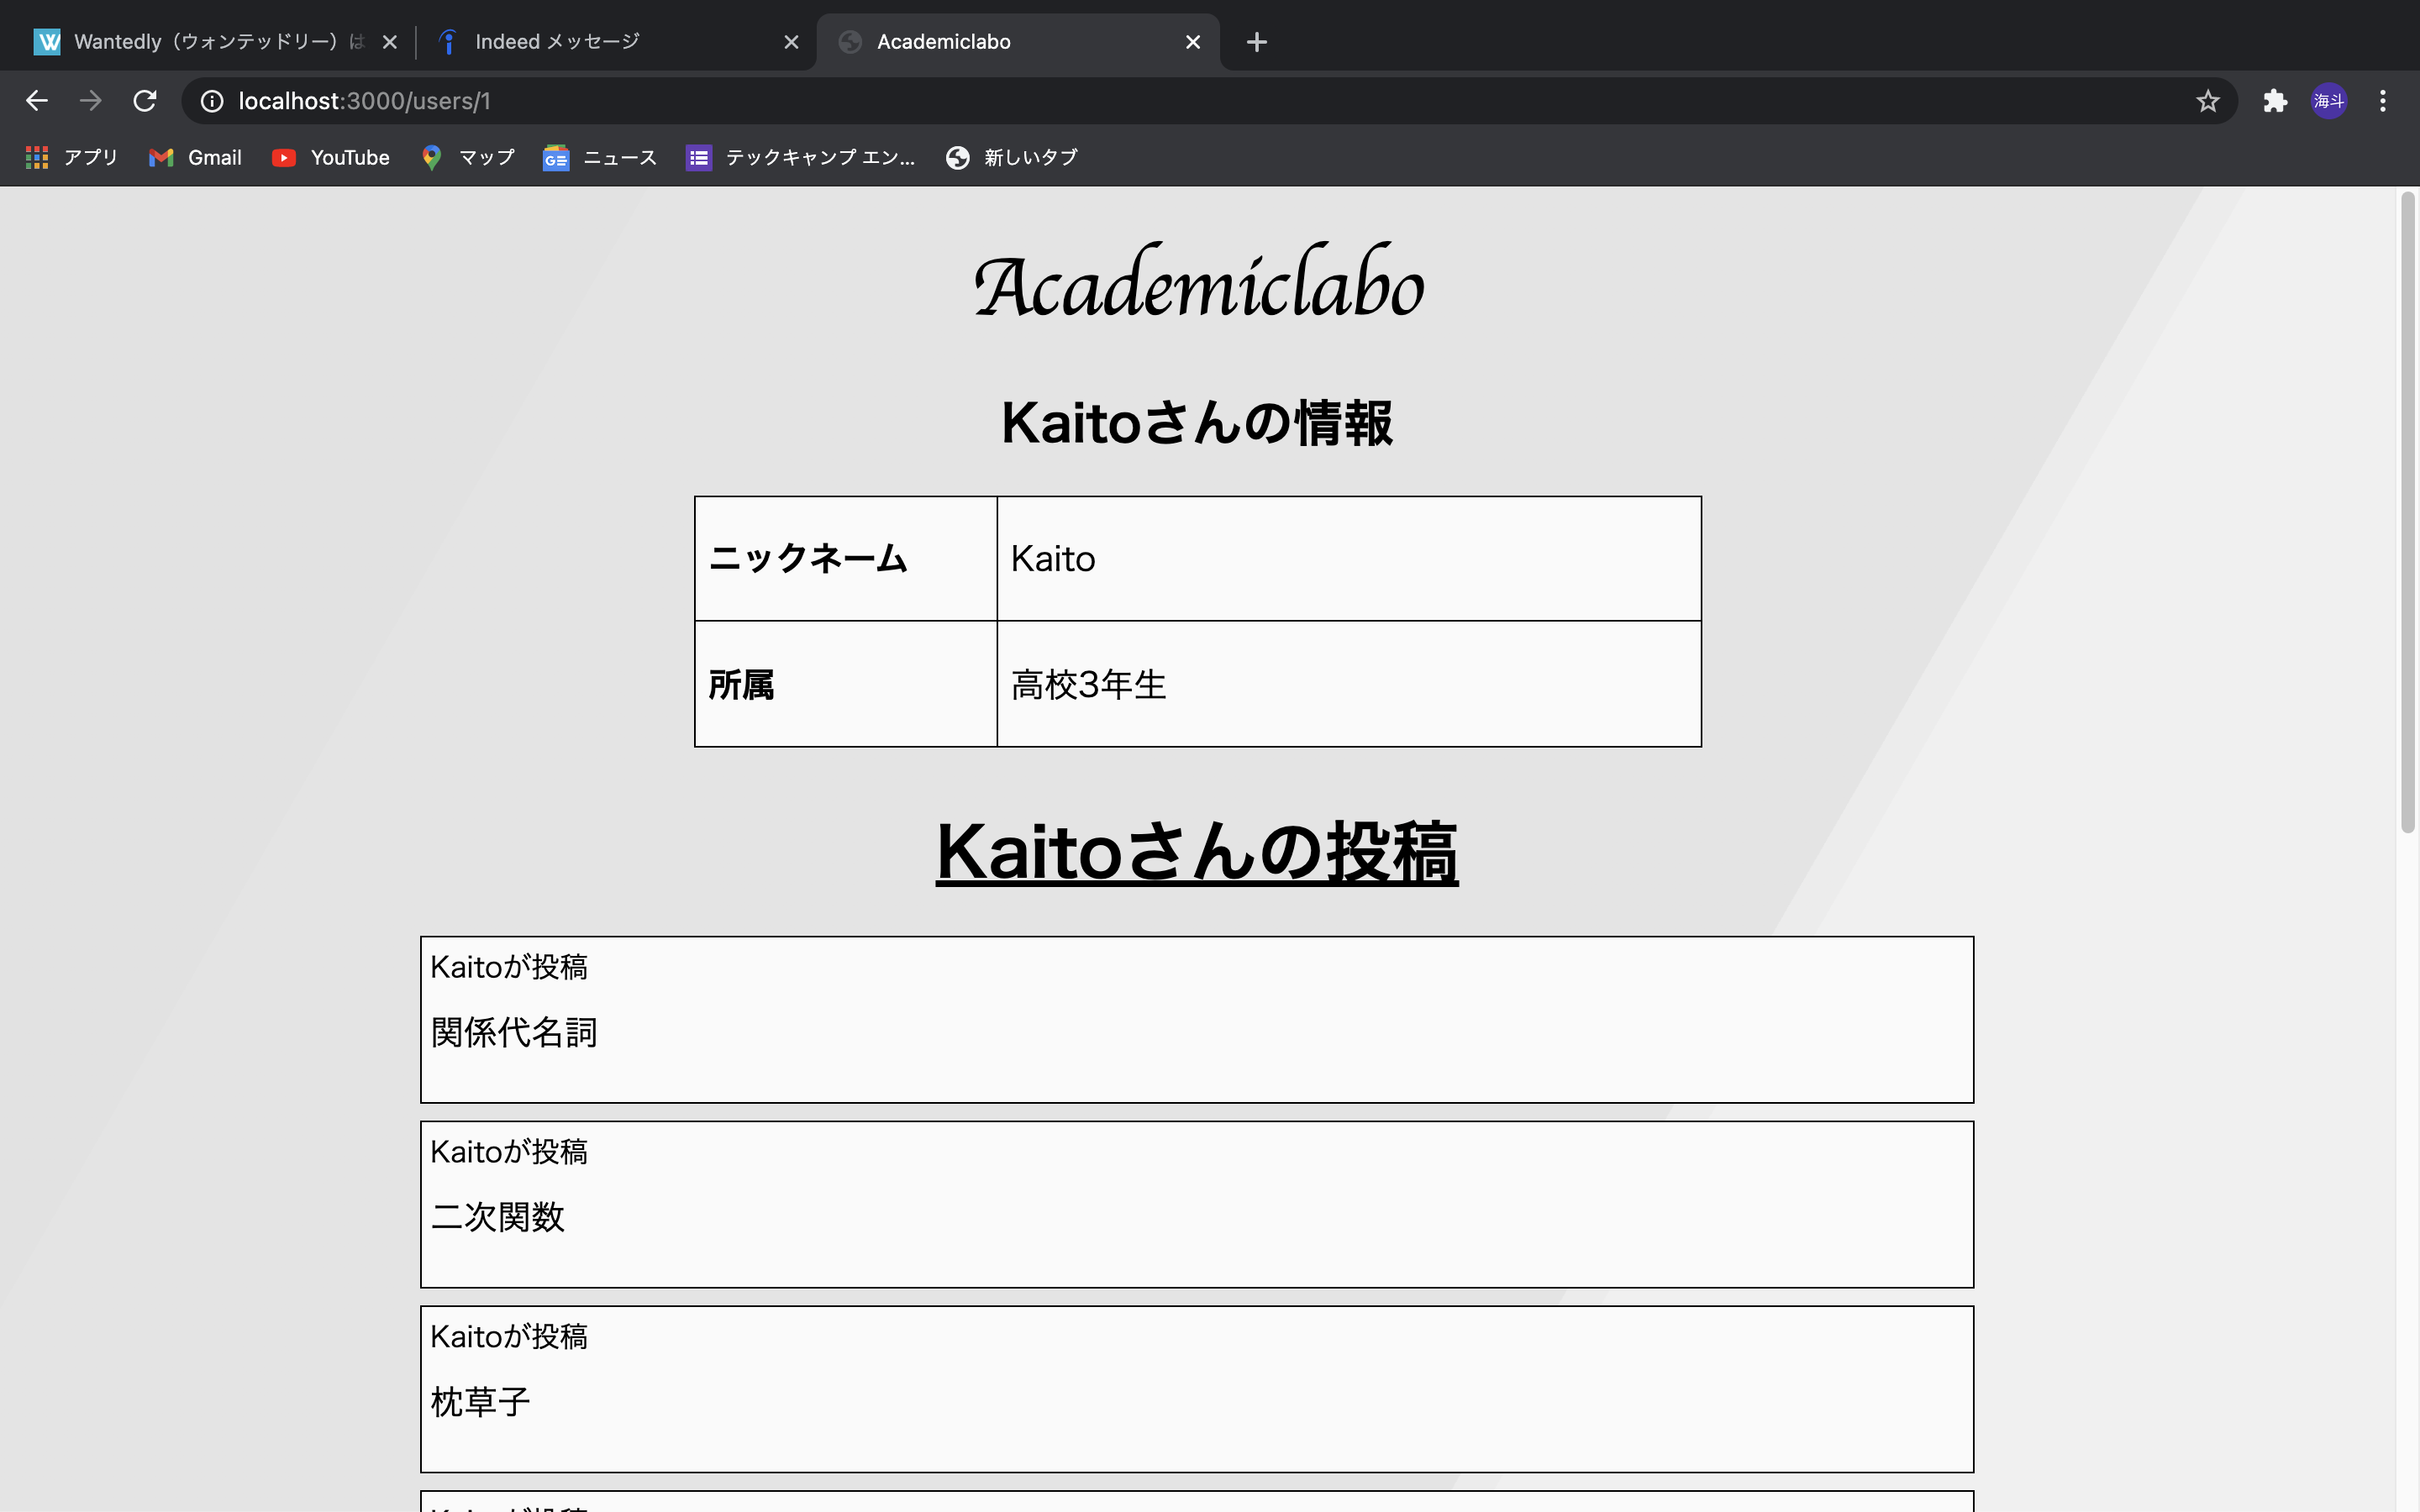 Wantedly（ウォンテッドリー）は
Indeed メッセージ
Academiclabo
localhost:3000/users/1
海斗
アプリ
Gmail
YouTube
マップ
ニュース
テックキャンプ エン...
新しいタブ
Academiclabo
Kaitoさんの情報
ニックネーム Kaito
所属 高校3年生
Kaitoさんの投稿
Kaitoが投稿
関係代名詞
Kaitoが投稿
二次関数
Kaitoが投稿
枕草子